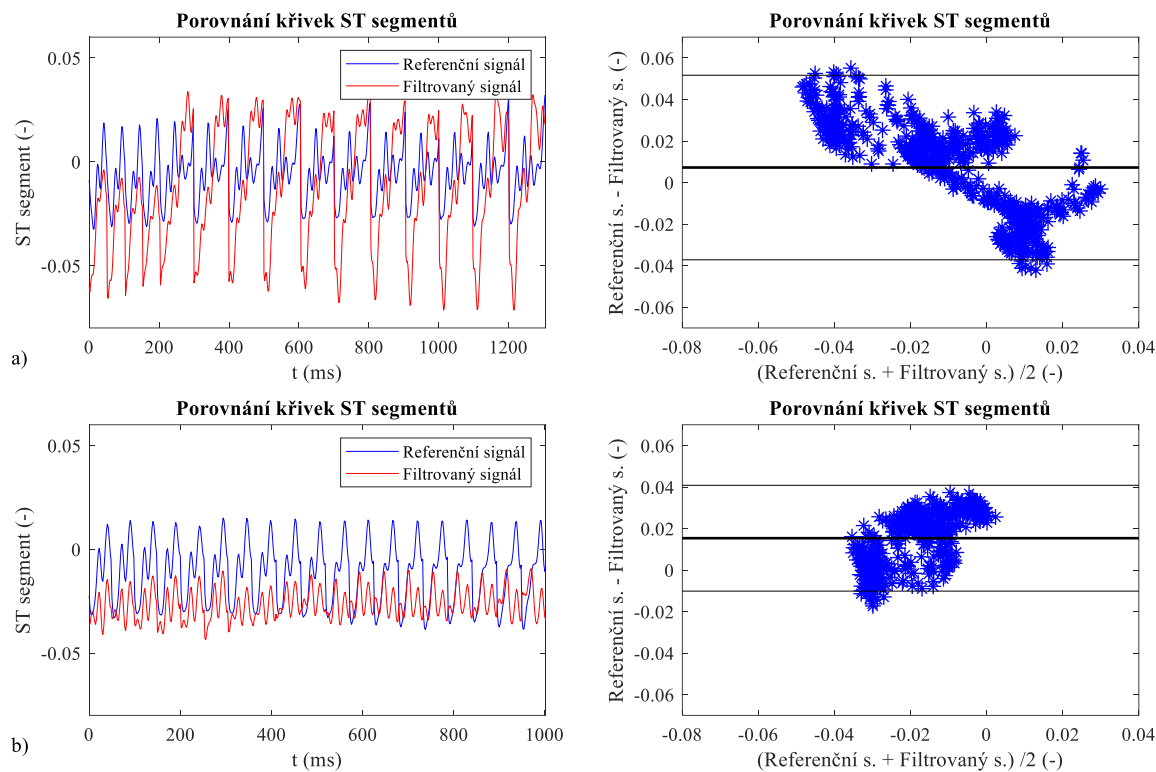 Porovnání křivek ST segmentů
0.05
0
-0.05
ST segment (-)
Referenční signál
Filtrovaný signál
0 200 400 600 800 1000 1200
t (ms)
a)
Porovnání křivek ST segmentů
0.06
0.04
0.02
0
-0.02
-0.04
-0.06
Referenční s. - Filtrovaný s. (-)
-0.08 -0.06 -0.04 -0.02 0 0.02 0.04
(Referenční s. + Filtrovaný s.) /2 (-)
Porovnání křivek ST segmentů
0.05
0
-0.05
ST segment (-)
Referenční signál
Filtrovaný signál
0 200 400 600 800 1000
t (ms)
b)
Porovnání křivek ST segmentů
0.06
0.04
0.02
0
-0.02
-0.04
-0.06
Referenční s. - Filtrovaný s. (-)
-0.08 -0.06 -0.04 -0.02 0 0.02 0.04
(Referenční s. + Filtrovaný s.) /2 (-)